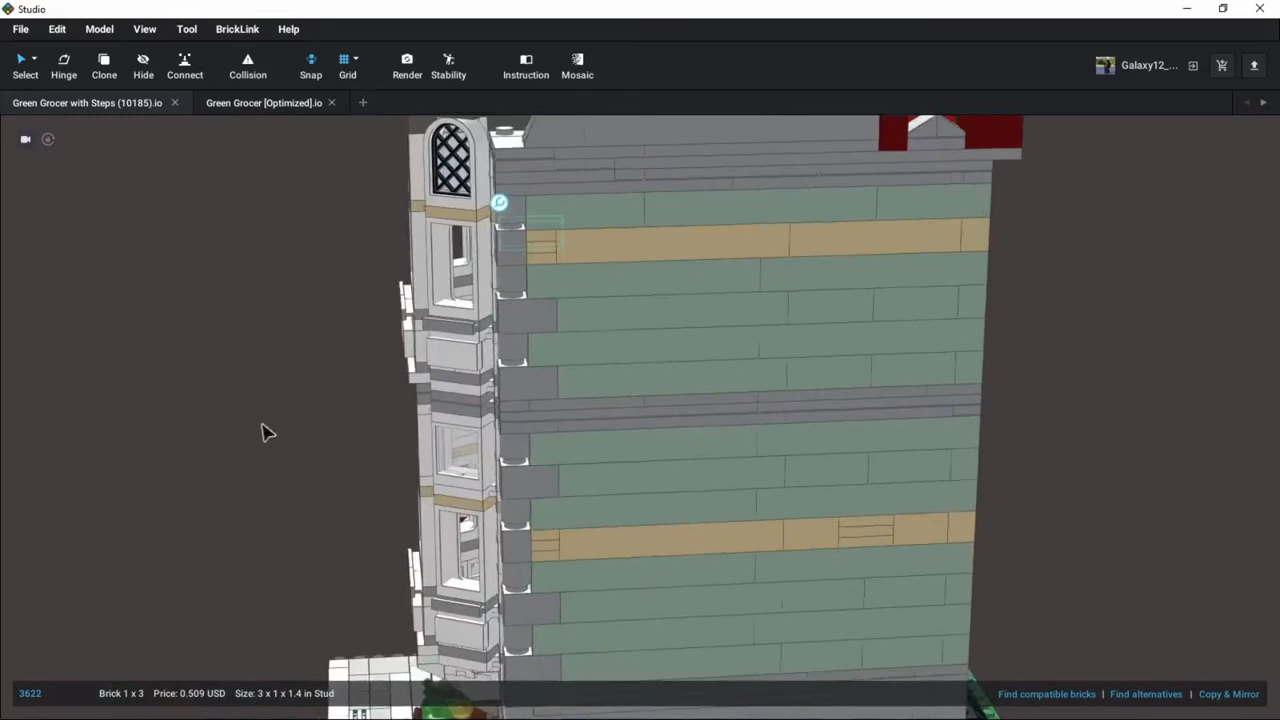 Studio
File Edit Model View Tool BrickLink Help
Select Hinge Clone Hide Connect Collision Snap Grid Render Stability Instruction Mosaic Galaxy12_...
Green Grocer with Steps (10185).io Green Grocer [Optimized].io
3622 Brick 1 x 3 Price: 0.509 USD Size: 3 x 1 x 1.4 in Stud Find compatible bricks | Find alternatives | Copy & Mirror